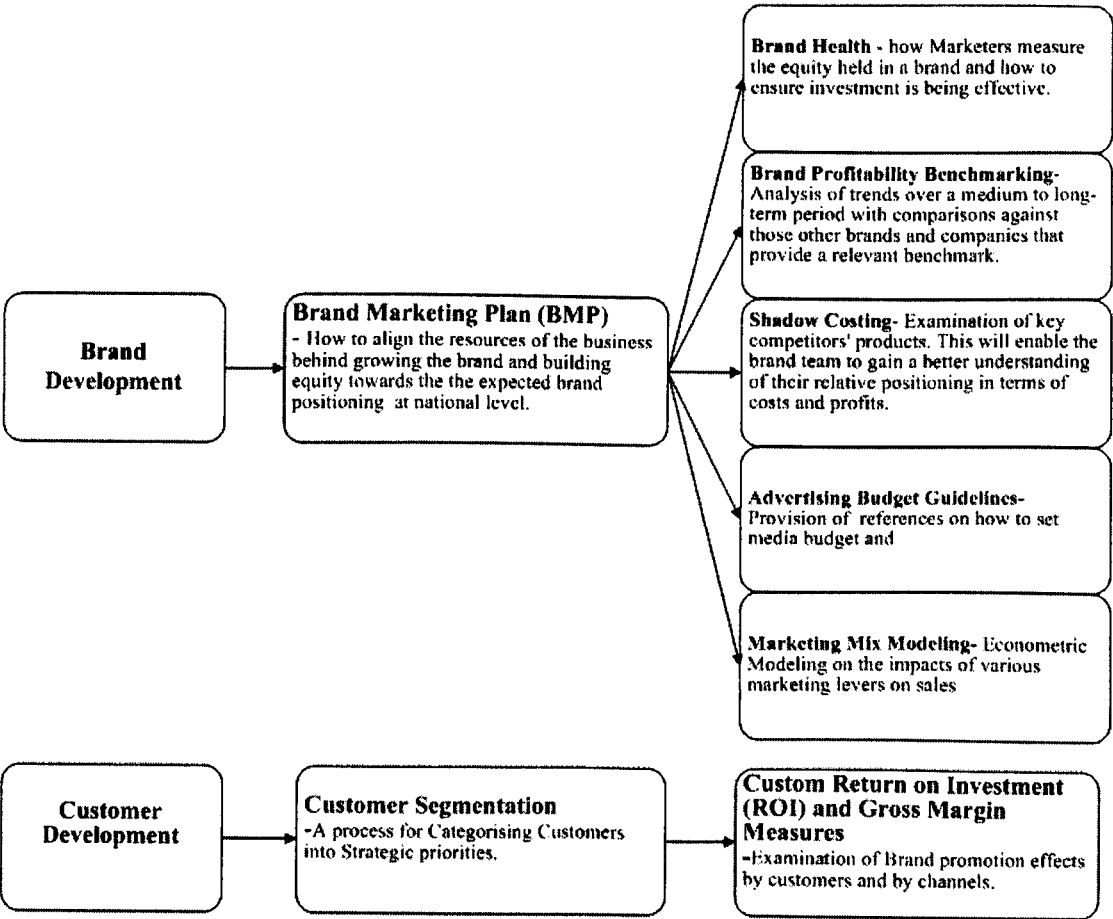 Brand Health - how Marketers measure
the equity held in a brand and how to
ensure investment is being effective.
Brand Profitability Benchmarking-
Analysis of trends over a medium to long-
term period with comparisons against
those other brands and companies that
provide a relevant benchmark.
Brand
Development
Brand Marketing Plan (BMP)
- How to align the resources of the business
behind growing the brand and building
equity towards the the expected brand
positioning at national level.
Shadow Costing- Examination of key
competitors' products. This will enable the
brand team to gain a better understanding
of their relative positioning in terms of
costs and profits.
Advertising Budget Guidelines-
Provision of references on how to set
media budget and
Marketing Mix Modeling- Econometric
Modeling on the impacts of various
marketing levers on sales
Customer
Development
Customer Segmentation
-A process for Categorising Customers
into Strategic priorities.
Custom Return on Investment
(ROI) and Gross Margin
Measures
-Examination of Brand promotion effects
by customers and by channels.